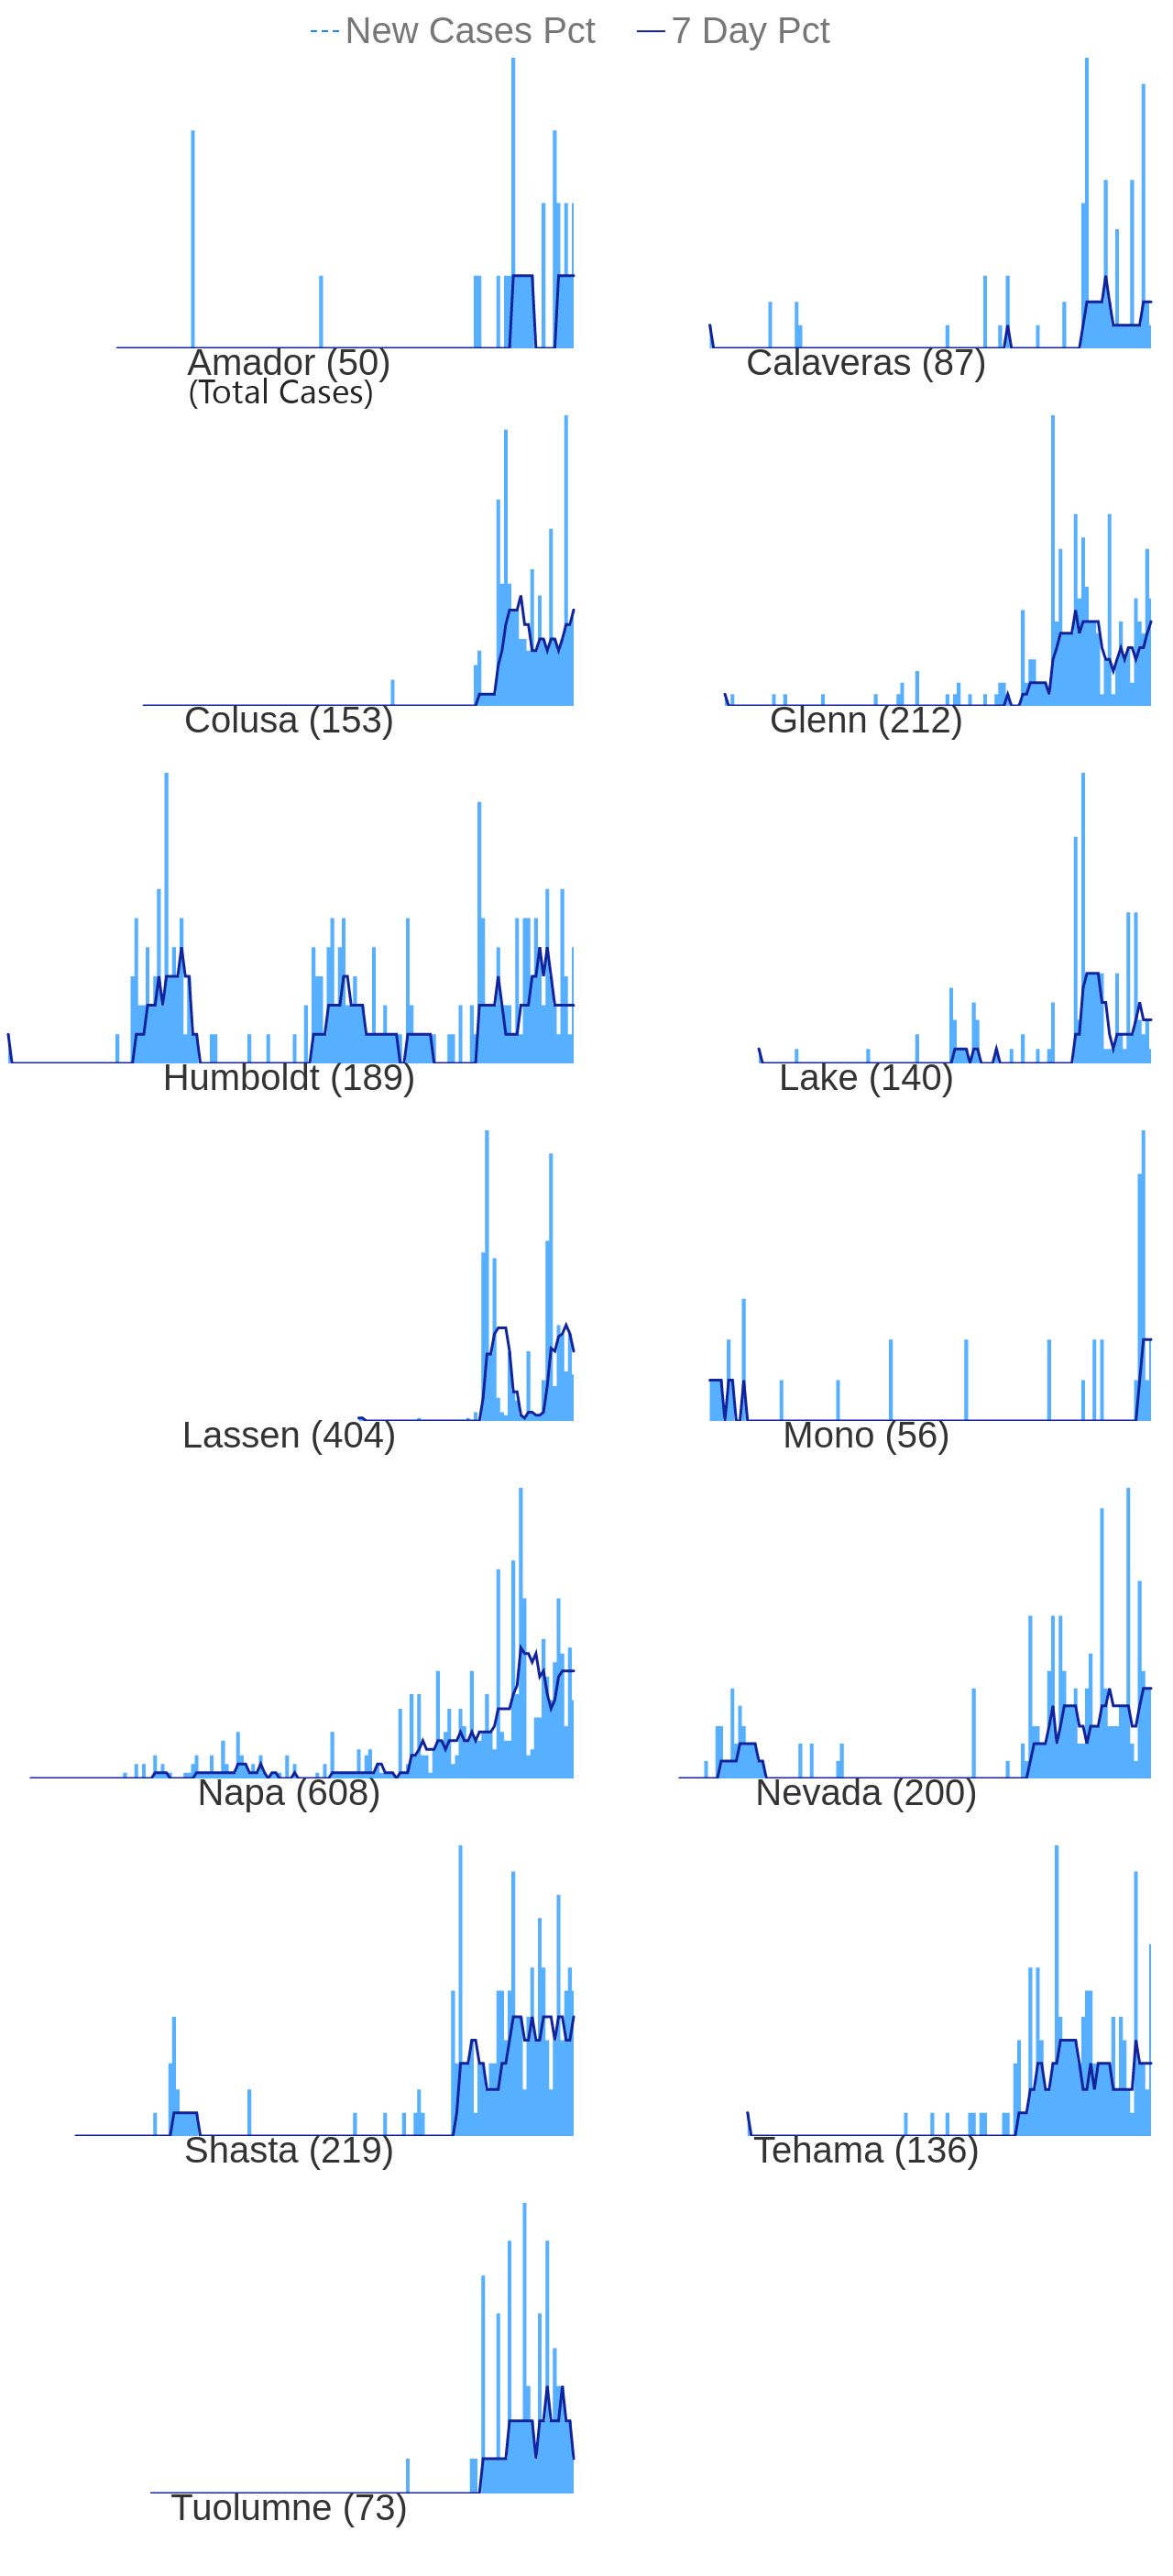 New Cases Pct 7 Day Pct
Amador (50) Calaveras (87)
(Total Cases)
Colusa (153) Glenn (212)
Humboldt (189) Lake (140)
Lassen (404) Mono (56)
Napa (608) Nevada (200)
Shasta (219) Tehama (136)
Tuolumne (73)